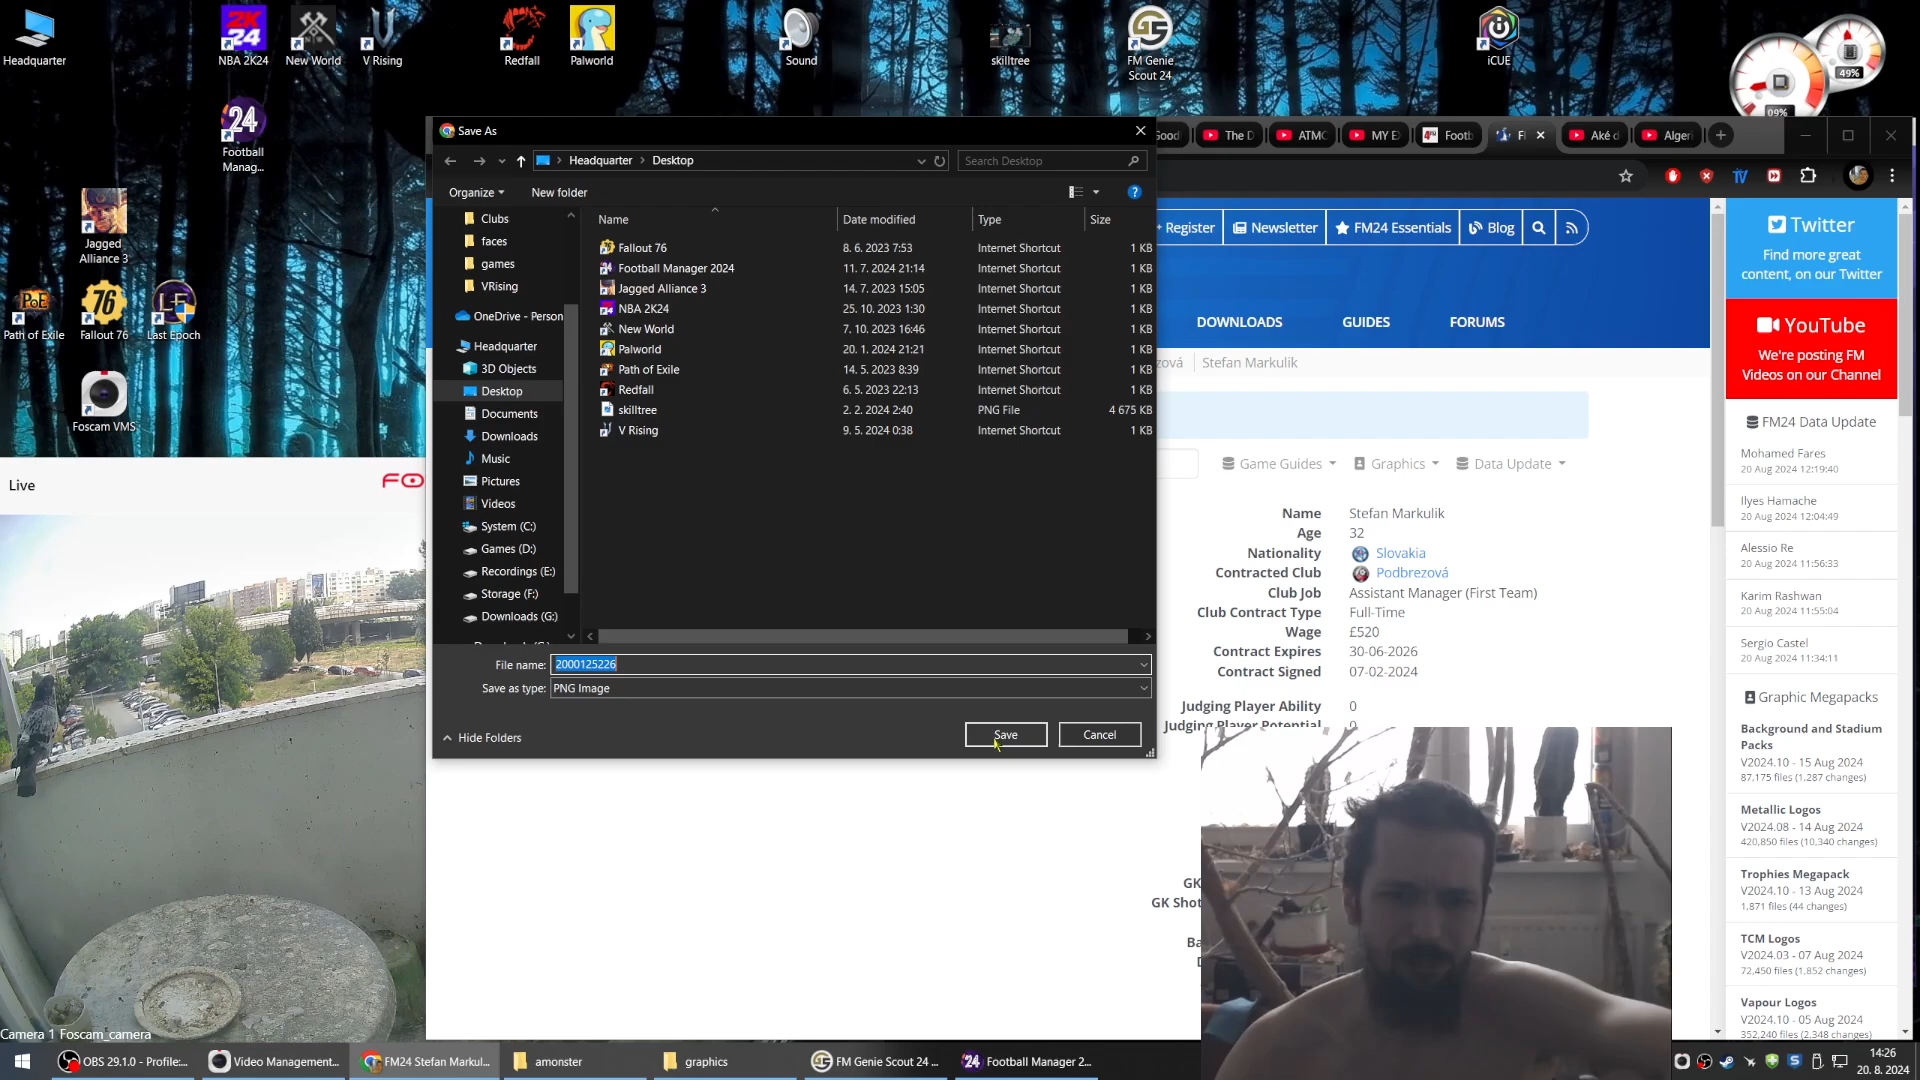 Headquarter
NBA 2K24
New World
V Rising
Redfall
Palworld
Sound
skilltree
FM Genie
Scout 24
iCUE
49%
09%
Football
Manag...
Jagged
Alliance 3
Path of Exile
Fallout 76
Last Epoch
Foscam VMS
Save As
The D
ATMC
MY E
Footb
Aké d
Alger
Headquarter
Desktop
Search Desktop
Organize
New folder
Name
Date modified
Type
Size
Clubs
faces
games
VRising
OneDrive - Person
Headquarter
3D Objects
Desktop
Documents
Downloads
Music
Pictures
Videos
System (C:)
Games (D:)
Recordings (E:)
Storage (F:)
Downloads (G:)
Fallout 76 8. 6. 2023 7:53 Internet Shortcut 1 KB
Football Manager 2024 11. 7. 2024 21:14 Internet Shortcut 1 KB
Jagged Alliance 3 14. 7. 2023 15:05 Internet Shortcut 1 KB
NBA 2K24 25. 10. 2023 1:30 Internet Shortcut 1 KB
New World 7. 10. 2023 16:46 Internet Shortcut 1 KB
Palworld 20. 1. 2024 21:21 Internet Shortcut 1 KB
Path of Exile 14. 5. 2023 8:39 Internet Shortcut 1 KB
Redfall 6. 5. 2023 22:13 Internet Shortcut 1 KB
skilltree 2. 2. 2024 2:40 PNG File 4 675 KB
V Rising 9. 5. 2024 0:38 Internet Shortcut 1 KB
File name: 2000125226
Save as type: PNG Image
Hide Folders
Save
Cancel
Register
Newsletter
FM24 Essentials
Blog
DOWNLOADS
GUIDES
FORUMS
Stefan Markulik
Game Guides
Graphics
Data Update
Name Stefan Markulik
Age 32
Nationality Slovakia
Contracted Club Podbrezová
Club Job Assistant Manager (First Team)
Club Contract Type Full-Time
Wage £520
Contract Expires 30-06-2026
Contract Signed 07-02-2024
Judging Player Ability 0
Judging Player Potential
GK
GK Shot
Twitter
Find more great
content, on our Twitter
YouTube
We're posting FM
Videos on our Channel
FM24 Data Update
Mohamed Fares
20 Aug 2024 12:19:40
Ilyes Hamache
20 Aug 2024 12:04:49
Alessio Re
20 Aug 2024 11:56:33
Karim Rashwan
20 Aug 2024 11:55:04
Sergio Castel
20 Aug 2024 11:34:11
Graphic Megapacks
Background and Stadium
Packs
V2024.10 - 15 Aug 2024
87,175 files (1,287 changes)
Metallic Logos
V2024.08 - 14 Aug 2024
420,850 files (10,340 changes)
Trophies Megapack
V2024.10 - 13 Aug 2024
1,871 files (44 changes)
TCM Logos
V2024.03 - 07 Aug 2024
72,450 files (1,852 changes)
Vapour Logos
V2024.10 - 05 Aug 2024
352,240 files (2,348 changes)
Live
Camera 1 Foscam_camera
OBS 29.1.0 - Profile:...
Video Management...
FM24 Stefan Markul...
amonster
graphics
FM Genie Scout 24 ...
Football Manager 2...
14:26
20. 8. 2024